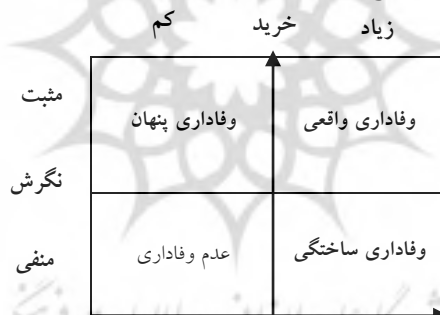 زیاد خرید کم
مثبت
وفاداری واقعی وفاداری پنهان
نگرش
وفاداری ساختگی عدم وفاداری
منفی